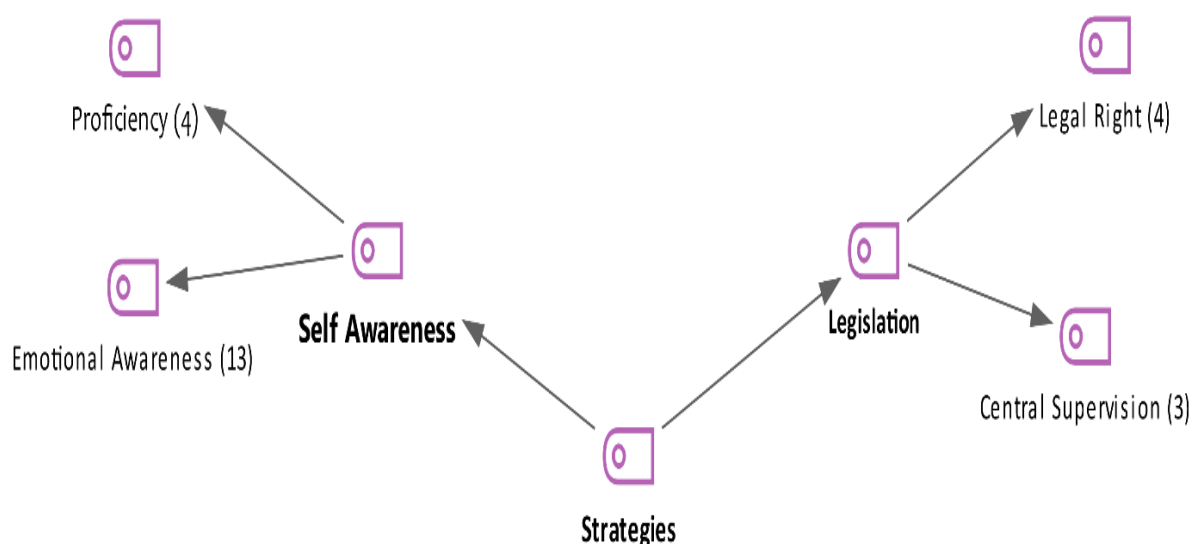 Proficiency (4)
Legal Right (4)
Self Awareness
Legislation
Emotional Awareness (13)
Central Supervision (3)
Strategies